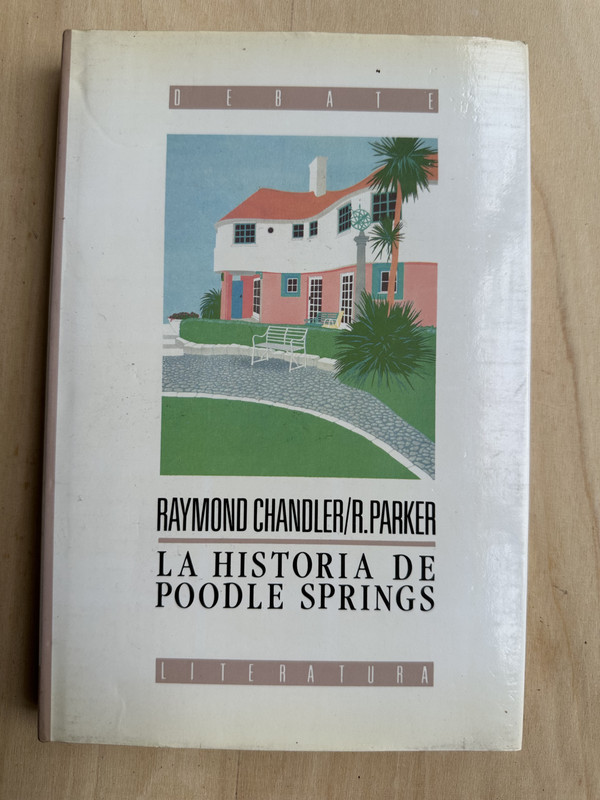 DEBATE
RAYMOND CHANDLER/R. PARKER
LA HISTORIA DE
POODLE SPRINGS
LITERATURA